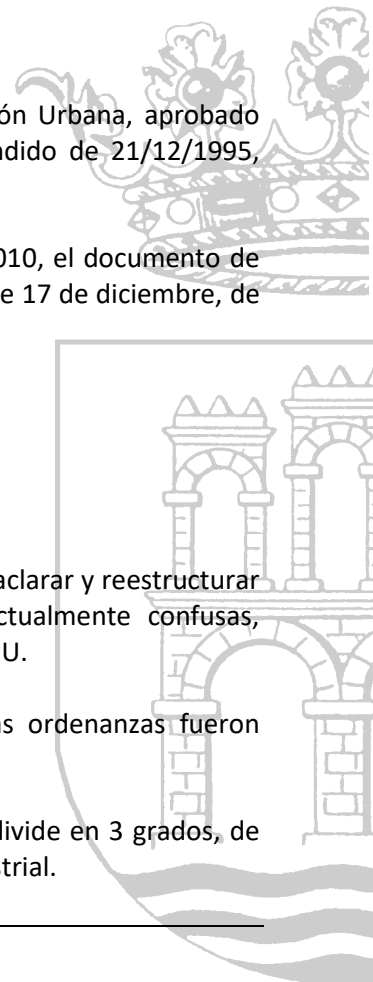 ón Urbana, aprobado
ndido de 21/12/1995,
010, el documento de
e 17 de diciembre, de
aclarar y reestructurar
ctualmente confusas,
U.
as ordenanzas fueron
divide en 3 grados, de
strial.